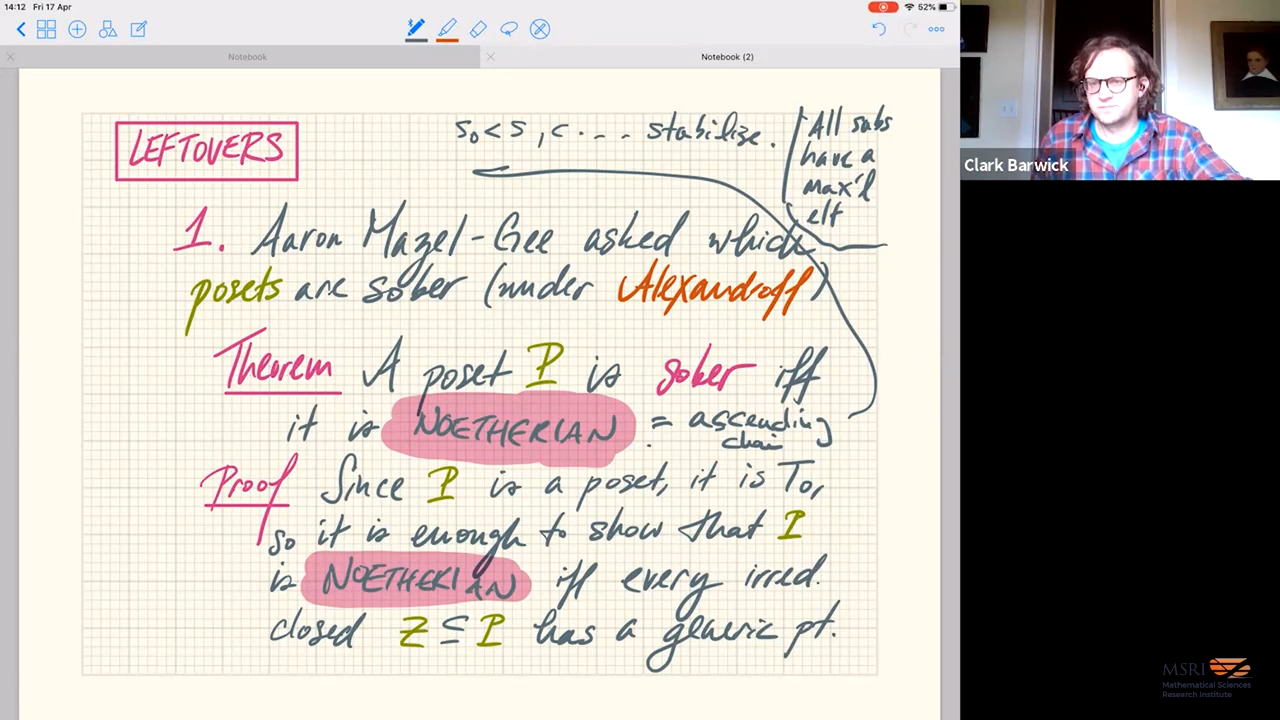 14:12 Fri 17 Apr
52%
Notebook
Notebook (2)
LEFTOVERS
s₀ < s₁ < ··· stabilize.
All subs
have a
max'l
elt
1. Aaron Mazel-Gee asked which
posets are sober (under Alexandroff)
Theorem A poset P is sober iff
it is NOETHERIAN = ascending
chain
Proof Since P is a poset, it is T₀,
so it is enough to show that P
is NOETHERIAN iff every irred.
closed Z ⊆ P has a generic pt.
Clark Barwick
MSRI
Mathematical Sciences
Research Institute